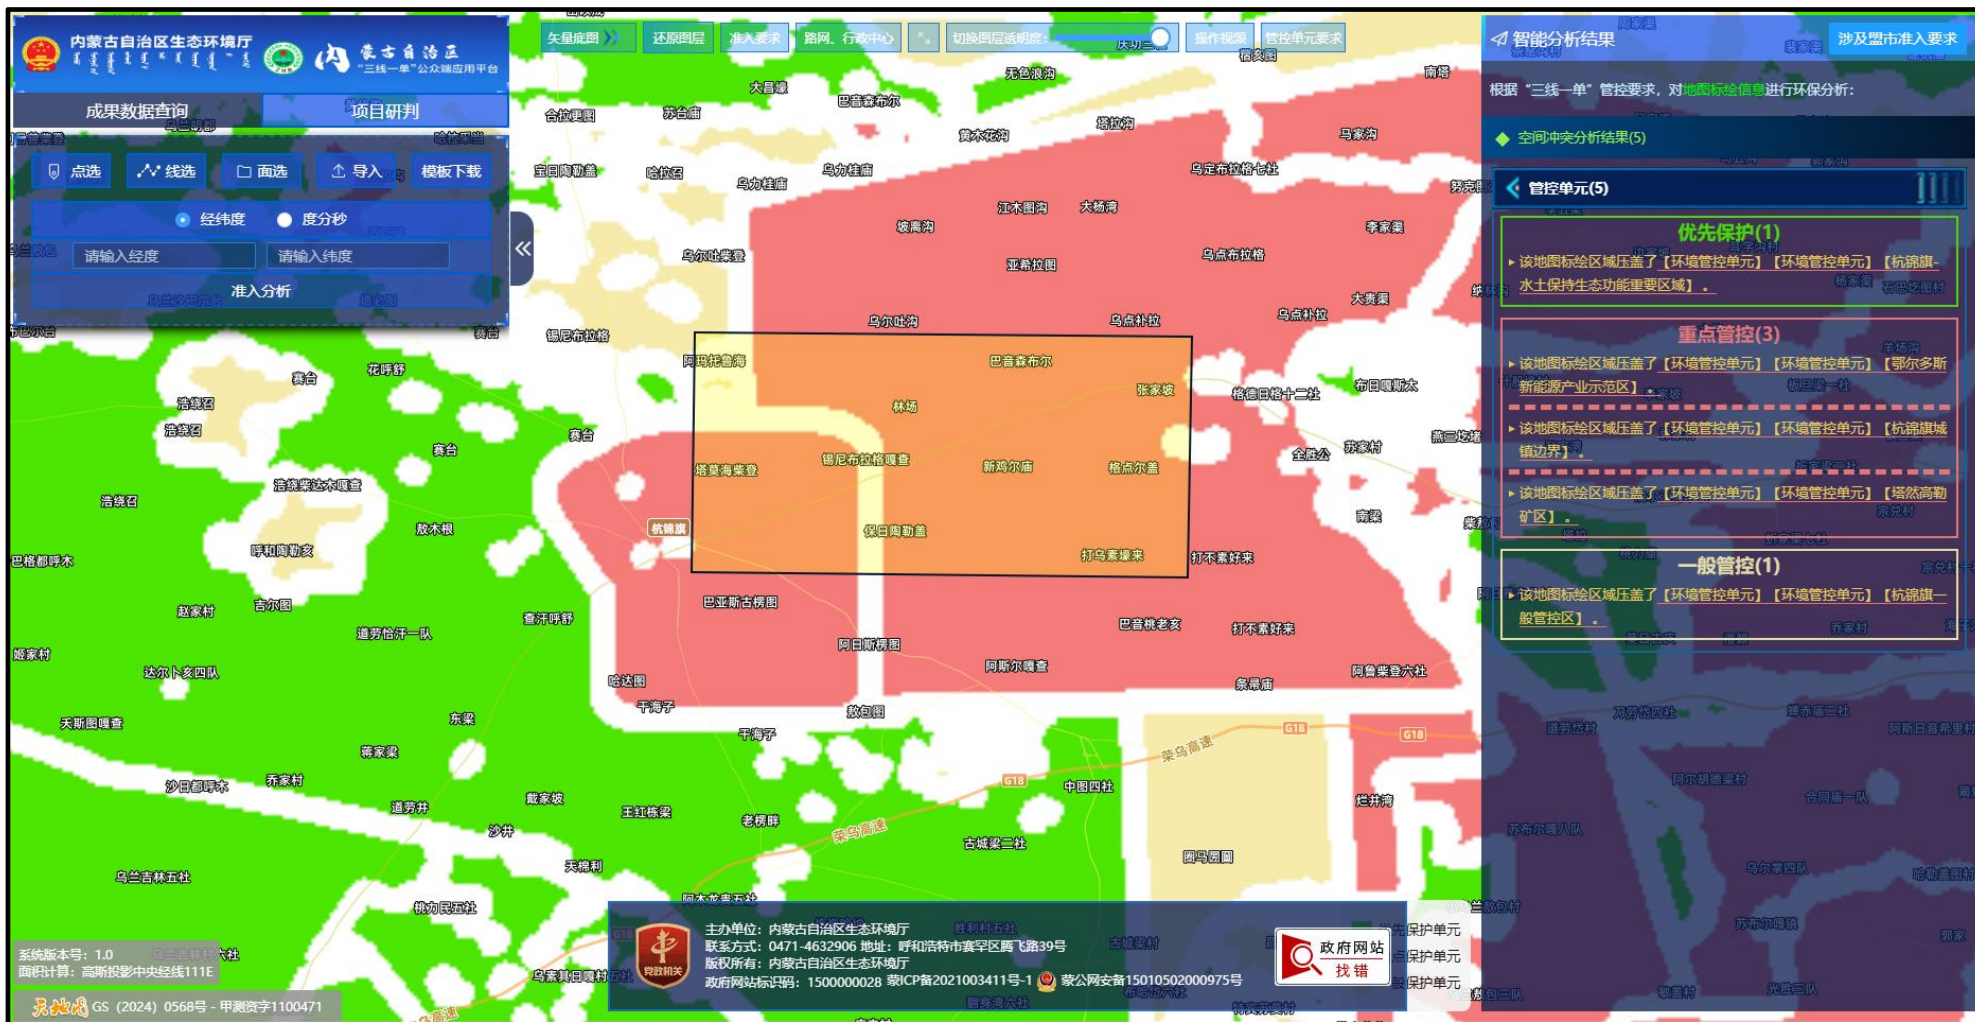 内蒙古自治区生态环境厅
蒙古自治区
“三线一单”公众端应用平台
成果数据查询
项目研判
点选
线选
面选
导入
模板下载
经纬度
度分秒
请输入经度
请输入纬度
准入分析
矢量底图
还原图层
准入要求
路网、行政中心
切换图层透明度:
操作视频
管控单元要求
智能分析结果
涉及盟市准入要求
根据“三线一单”管控要求，对地图标绘信息进行环保分析：
空间冲突分析结果(5)
管控单元(5)
优先保护(1)
该地图标绘区域压盖了【环境管控单元】【环境管控单元】【杭锦旗-
水土保持生态功能重要区域】 。
重点管控(3)
该地图标绘区域压盖了【环境管控单元】【环境管控单元】【鄂尔多斯
新能源产业示范区】 。
该地图标绘区域压盖了【环境管控单元】【环境管控单元】【杭锦旗城
镇边界】 。
该地图标绘区域压盖了【环境管控单元】【环境管控单元】【塔然高勒
矿区】 。
一般管控(1)
该地图标绘区域压盖了【环境管控单元】【环境管控单元】【杭锦旗一
般管控区】 。
无色浪沟
南塔
大昌壕
巴音森布尔
合拉更图
苏台庙
黄木花沟
塔拉沟
马家沟
宝日陶勒盖
哈拉召
乌力桂庙
乌力桂庙
乌定布拉格七社
江木图沟
大杨湾
坡离沟
李家渠
乌尔吐柴登
亚希拉图
乌点布拉格
大贵渠
乌尔吐沟
乌点补拉
乌点补拉
赛台
锡尼布拉格
阿玛托鲁海
巴音森布尔
花呼舒
赛台
张家坡
格德日格十二社
布日嘎斯太
浩绕召
林场
浩绕召
赛台
赛台
苏家村
燕三圪堵
全胜公
锡尼布拉格嘎查
塔莫海柴登
新鸡尔庙
格点尔盖
浩绕柴达木嘎查
浩绕召
敖木根
杭锦旗
保日陶勒盖
南梁
呼和陶勒亥
打乌素壕来
打不素好来
巴格都呼木
吉尔图
巴亚斯古楞图
赵家村
查汗呼舒
道劳恰汗一队
巴音桃老亥
打不素好来
阿日斯楞图
姬家村
达尔卜亥四队
阿斯尔嘎查
阿鲁柴登六社
哈达图
条帚庙
干海子
敖包图
天斯图嘎查
东梁
干海子
G18
G18
蒋家梁
荣乌高速
沙日都呼木
乔家村
G18
中图四社
戴家坡
道劳井
王红栋梁
烂井湾
老楞畔
沙井
荣乌高速
古城梁二社
圈马圐圙
天棉利
乌兰吉林五社
桃力民五社
系统版本号：1.0
面积计算：高斯投影中央经线111E
天地图 GS（2024）0568号 - 甲测资字1100471
党政机关
主办单位：内蒙古自治区生态环境厅
联系方式：0471-4632906 地址：呼和浩特市赛罕区腾飞路39号
版权所有：内蒙古自治区生态环境厅
政府网站标识码：1500000028 蒙ICP备2021003411号-1 蒙公网安备15010502000975号
政府网站
找错
保护单元
保护单元
保护单元